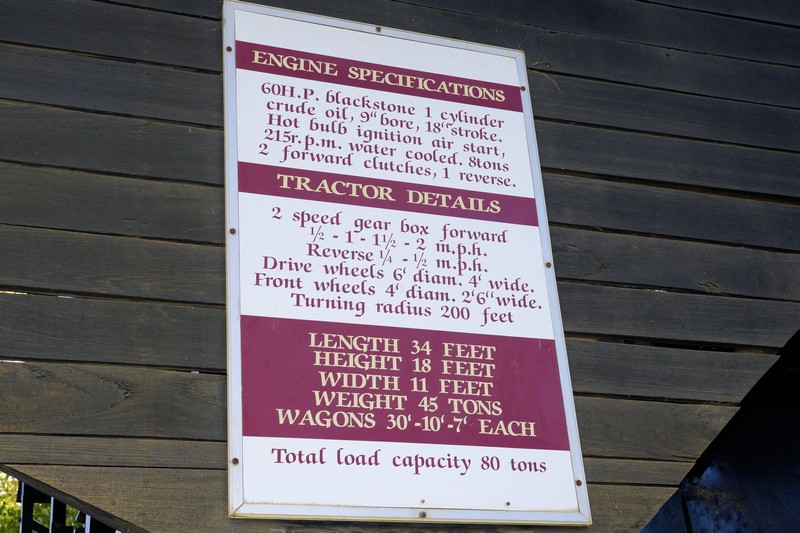 ENGINE SPECIFICATIONS
60H.P. blackstone 1 cylinder
crude oil, 9" bore, 18" stroke.
Hot bulb ignition air start,
215r.p.m. water cooled. 8tons
2 forward clutches, 1 reverse.
TRACTOR DETAILS
2 speed gear box forward
½ - 1 - 1½ - 2 m.p.h.
Reverse ¼ - ½ m.p.h.
Drive wheels 6' diam. 4' wide.
Front wheels 4' diam. 2'6" wide.
Turning radius 200 feet
LENGTH 34 FEET
HEIGHT 18 FEET
WIDTH 11 FEET
WEIGHT 45 TONS
WAGONS 30'-10'-7' EACH
Total load capacity 80 tons